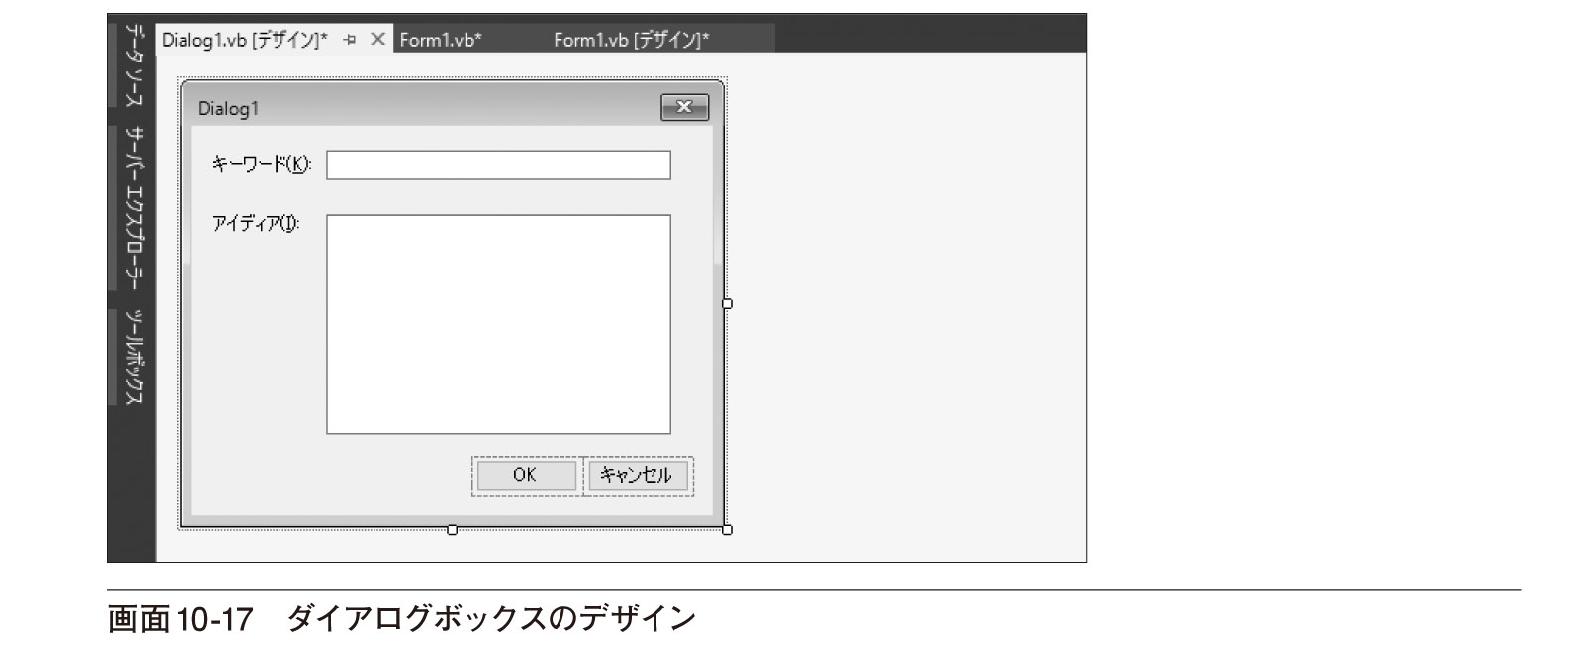 Dialog1.vb [デザイン]* Form1.vb* Form1.vb [デザイン]*
データ ソース
サーバー エクスプローラー
ツールボックス
Dialog1
キーワード(K):
アイディア(I):
OK キャンセル
画面10-17 ダイアログボックスのデザイン